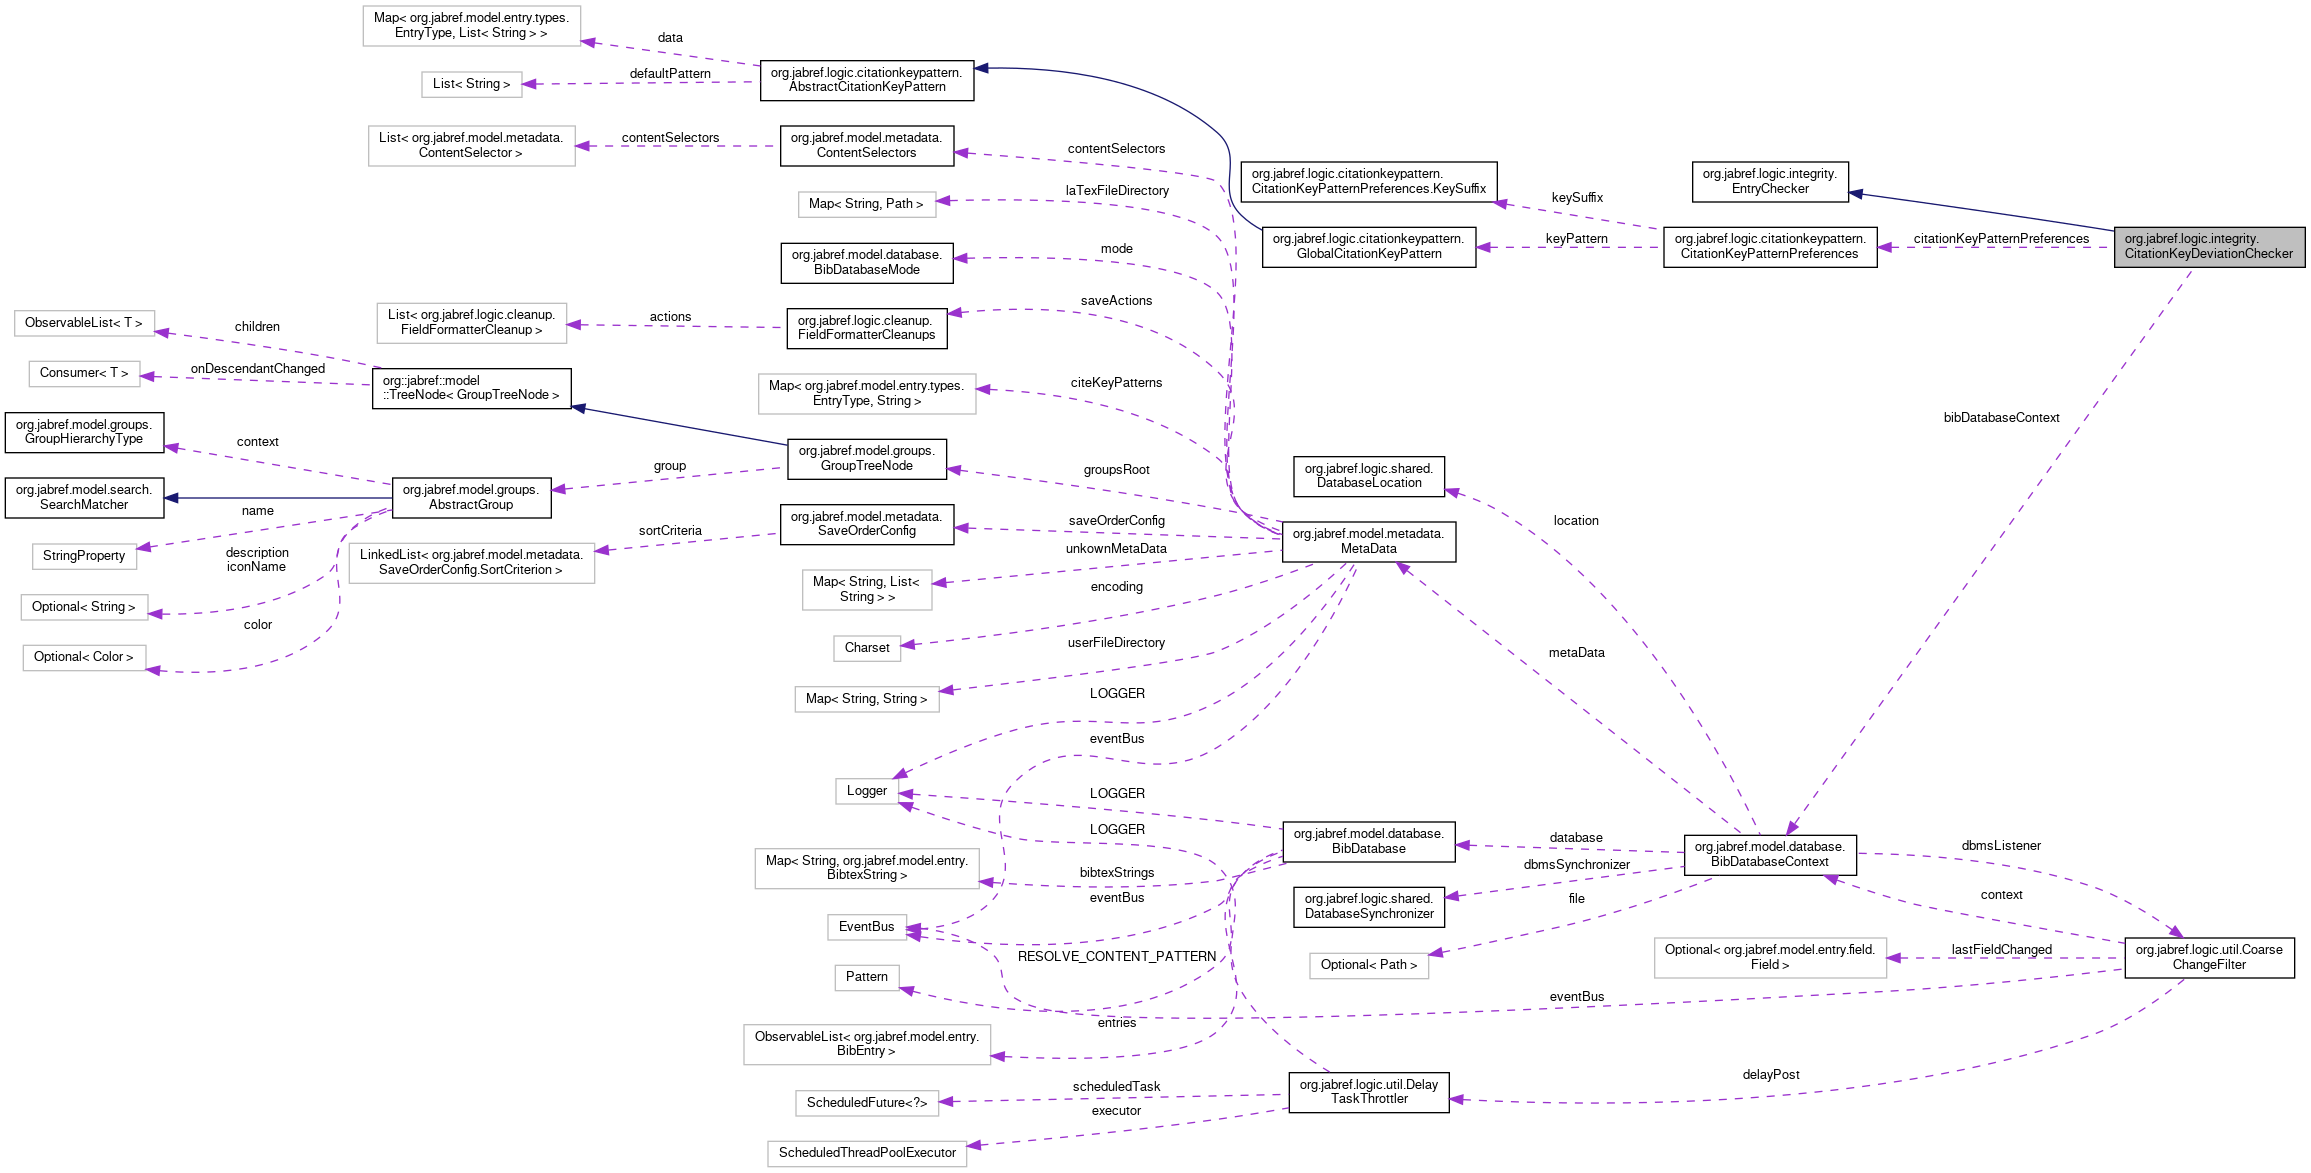 Map< org.jabref.model.entry.types.
EntryType, List< String > >
data
List< String >
defaultPattern
org.jabref.logic.citationkeypattern.
AbstractCitationKeyPattern
List< org.jabref.model.metadata.
ContentSelector >
contentSelectors
org.jabref.model.metadata.
ContentSelectors
contentSelectors
Map< String, Path >
laTexFileDirectory
org.jabref.logic.citationkeypattern.
CitationKeyPatternPreferences.KeySuffix
keySuffix
org.jabref.logic.integrity.
EntryChecker
org.jabref.model.database.
BibDatabaseMode
mode
org.jabref.logic.citationkeypattern.
GlobalCitationKeyPattern
keyPattern
org.jabref.logic.citationkeypattern.
CitationKeyPatternPreferences
citationKeyPatternPreferences
org.jabref.logic.integrity.
CitationKeyDeviationChecker
ObservableList< T >
children
List< org.jabref.logic.cleanup.
FieldFormatterCleanup >
actions
org.jabref.logic.cleanup.
FieldFormatterCleanups
saveActions
Consumer< T >
onDescendantChanged
org::jabref::model
::TreeNode< GroupTreeNode >
Map< org.jabref.model.entry.types.
EntryType, String >
citeKeyPatterns
bibDatabaseContext
org.jabref.model.groups.
GroupHierarchyType
context
org.jabref.model.groups.
GroupTreeNode
group
groupsRoot
org.jabref.logic.shared.
DatabaseLocation
location
org.jabref.model.search.
SearchMatcher
org.jabref.model.groups.
AbstractGroup
name
StringProperty
description
iconName
sortCriteria
LinkedList< org.jabref.model.metadata.
SaveOrderConfig.SortCriterion >
org.jabref.model.metadata.
SaveOrderConfig
saveOrderConfig
org.jabref.model.metadata.
MetaData
unkownMetaData
Map< String, List<
String > >
encoding
Optional< String >
color
Optional< Color >
Charset
userFileDirectory
metaData
Map< String, String >
LOGGER
eventBus
Logger
LOGGER
LOGGER
org.jabref.model.database.
BibDatabase
database
org.jabref.model.database.
BibDatabaseContext
dbmsListener
Map< String, org.jabref.model.entry.
BibtexString >
bibtexStrings
dbmsSynchronizer
org.jabref.logic.shared.
DatabaseSynchronizer
file
context
EventBus
eventBus
RESOLVE_CONTENT_PATTERN
Pattern
Optional< Path >
Optional< org.jabref.model.entry.field.
Field >
lastFieldChanged
org.jabref.logic.util.Coarse
ChangeFilter
eventBus
entries
ObservableList< org.jabref.model.entry.
BibEntry >
delayPost
scheduledTask
ScheduledFuture<?>
executor
org.jabref.logic.util.Delay
TaskThrottler
ScheduledThreadPoolExecutor